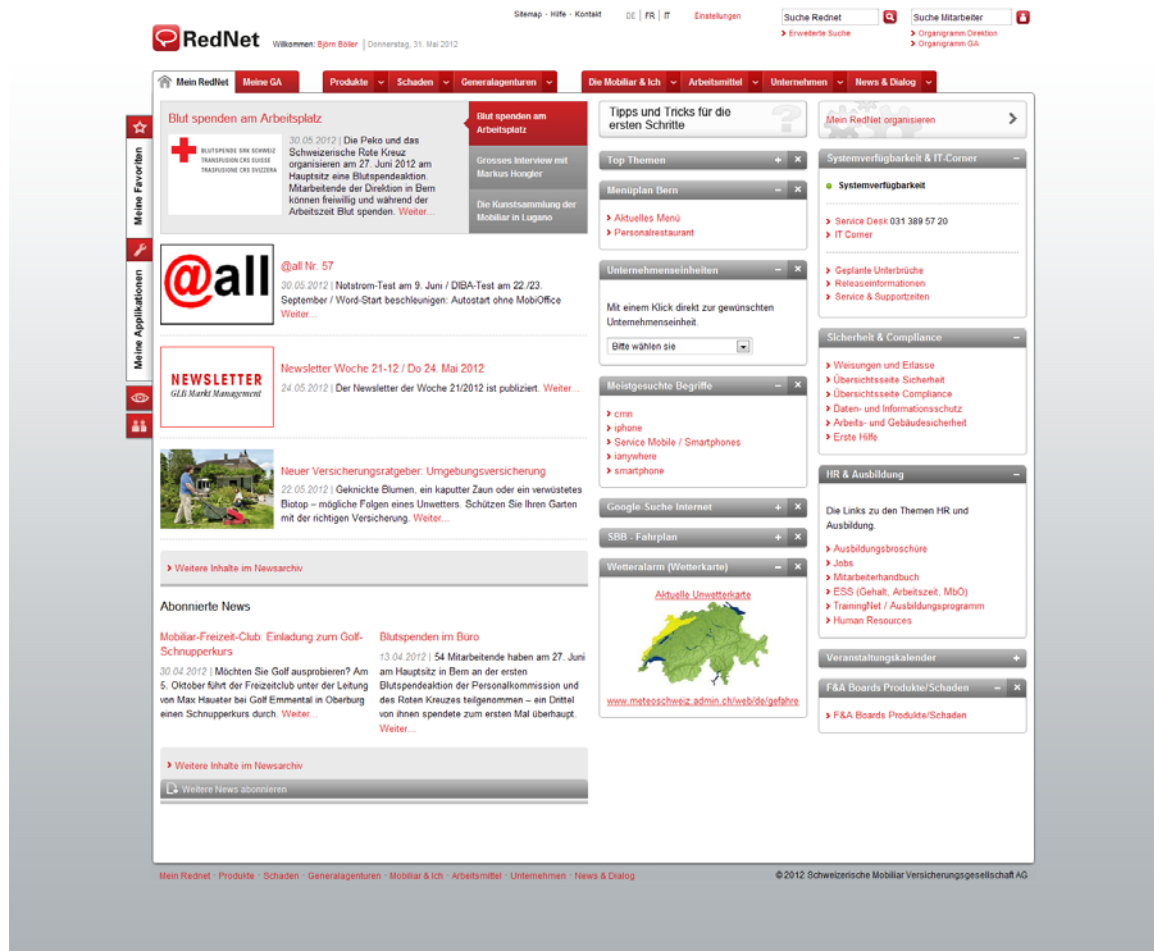 Sitemap - Hilfe - Kontakt
DE | FR | IT
Einstellungen
Suche Rednet
Suche Mitarbeiter
Erweiterte Suche
Organigramm Direktion
Organigramm GA
RedNet
Willkommen: Björn Böller | Donnerstag, 31. Mai 2012
Mein RedNet
Meine GA
Produkte
Schaden
Generalagenturen
Die Mobiliar & Ich
Arbeitsmittel
Unternehmen
News & Dialog
Meine Favoriten
Meine Applikationen
Blut spenden am Arbeitsplatz
BLUTSPENDE SRK SCHWEIZ
TRANSFUSION CRS SUISSE
TRASFUSIONE CRS SVIZZERA
30.05.2012 | Die Peko und das
Schweizerische Rote Kreuz
organisieren am 27. Juni 2012 am
Hauptsitz eine Blutspendeaktion.
Mitarbeitende der Direktion in Bern
können freiwillig und während der
Arbeitszeit Blut spenden. Weiter...
Blut spenden am
Arbeitsplatz
Grosses Interview mit
Markus Hongler
Die Kunstsammlung der
Mobiliar in Lugano
@all
@all Nr. 57
30.05.2012 | Notstrom-Test am 9. Juni / DIBA-Test am 22./23.
September / Word-Start beschleunigen: Autostart ohne MobiOffice
Weiter...
NEWSLETTER
GLB Markt Management
Newsletter Woche 21-12 / Do 24. Mai 2012
24.05.2012 | Der Newsletter der Woche 21/2012 ist publiziert. Weiter...
Neuer Versicherungsratgeber: Umgebungsversicherung
22.05.2012 | Geknickte Blumen, ein kaputter Zaun oder ein verwüstetes
Biotop – mögliche Folgen eines Unwetters. Schützen Sie Ihren Garten
mit der richtigen Versicherung. Weiter...
Weitere Inhalte im Newsarchiv
Abonnierte News
Mobiliar-Freizeit-Club: Einladung zum Golf-
Schnupperkurs
30.04.2012 | Möchten Sie Golf ausprobieren? Am
5. Oktober führt der Freizeitclub unter der Leitung
von Max Haueter bei Golf Emmental in Oberburg
einen Schnupperkurs durch. Weiter...
Blutspenden im Büro
13.04.2012 | 54 Mitarbeitende haben am 27. Juni
am Hauptsitz in Bern an der ersten
Blutspendeaktion der Personalkommission und
des Roten Kreuzes teilgenommen – ein Drittel
von ihnen spendete zum ersten Mal überhaupt.
Weiter...
Weitere Inhalte im Newsarchiv
Weitere News abonnieren
Tipps und Tricks für die
ersten Schritte
?
Top Themen
Menüplan Bern
Aktuelles Menü
Personalrestaurant
Unternehmenseinheiten
Mit einem Klick direkt zur gewünschten
Unternehmenseinheit.
Bitte wählen sie
Meistgesuchte Begriffe
cmn
iphone
Service Mobile / Smartphones
ianywhere
smartphone
Google-Suche Internet
SBB - Fahrplan
Wetteralarm (Wetterkarte)
Aktuelle Unwetterkarte
www.meteoschweiz.admin.ch/web/de/gefahre
Mein RedNet organisieren
Systemverfügbarkeit & IT-Corner
Systemverfügbarkeit
Service Desk 031 389 57 20
IT Corner
Geplante Unterbrüche
Releaseinformationen
Service & Supportzeiten
Sicherheit & Compliance
Weisungen und Erlasse
Übersichtsseite Sicherheit
Übersichtsseite Compliance
Daten- und Informationsschutz
Arbeits- und Gebäudesicherheit
Erste Hilfe
HR & Ausbildung
Die Links zu den Themen HR und
Ausbildung.
Ausbildungsbroschüre
Jobs
Mitarbeiterhandbuch
ESS (Gehalt, Arbeitszeit, MbO)
TrainingNet / Ausbildungsprogramm
Human Resources
Veranstaltungskalender
F&A Boards Produkte/Schaden
F&A Boards Produkte/Schaden
Mein Rednet - Produkte - Schaden - Generalagenturen - Mobiliar & Ich - Arbeitsmittel - Unternehmen - News & Dialog
© 2012 Schweizerische Mobiliar Versicherungsgesellschaft AG